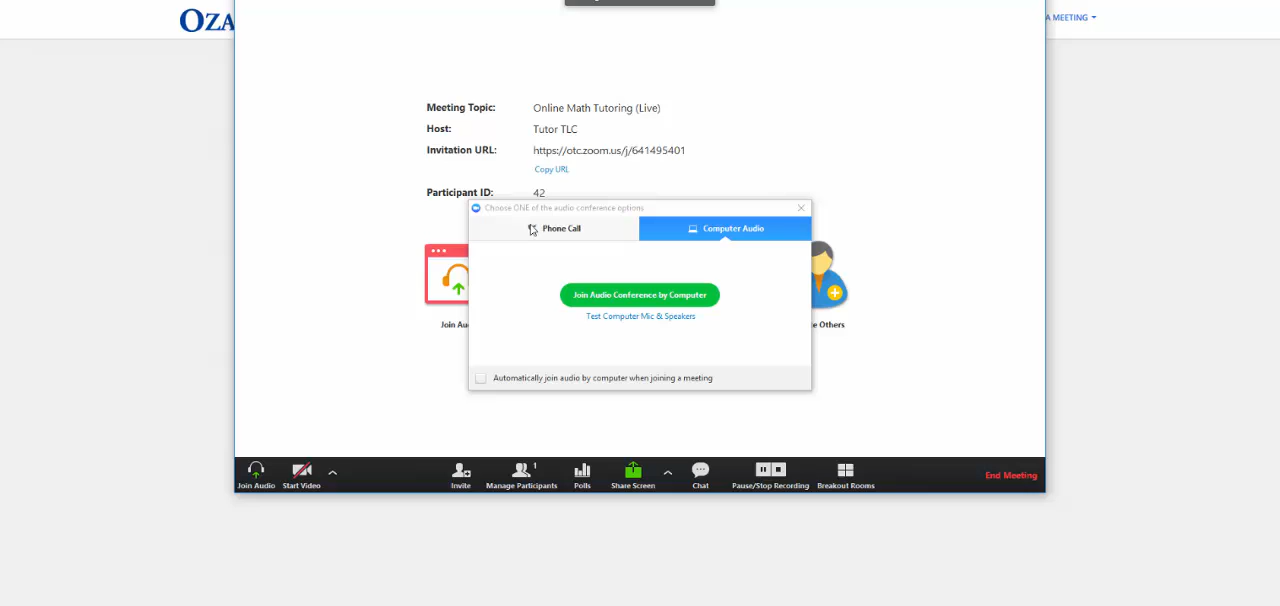 OZA
A MEETING
Meeting Topic: Online Math Tutoring (Live)
Host: Tutor TLC
Invitation URL: https://otc.zoom.us/j/641495401
Copy URL
Participant ID: 42
Choose ONE of the audio conference options
Phone Call Computer Audio
Join Audio Conference by Computer
Test Computer Mic & Speakers
Join Au
e Others
Automatically join audio by computer when joining a meeting
1
Join Audio Start Video Invite Manage Participants Polls Share Screen Chat Pause/Stop Recording Breakout Rooms End Meeting